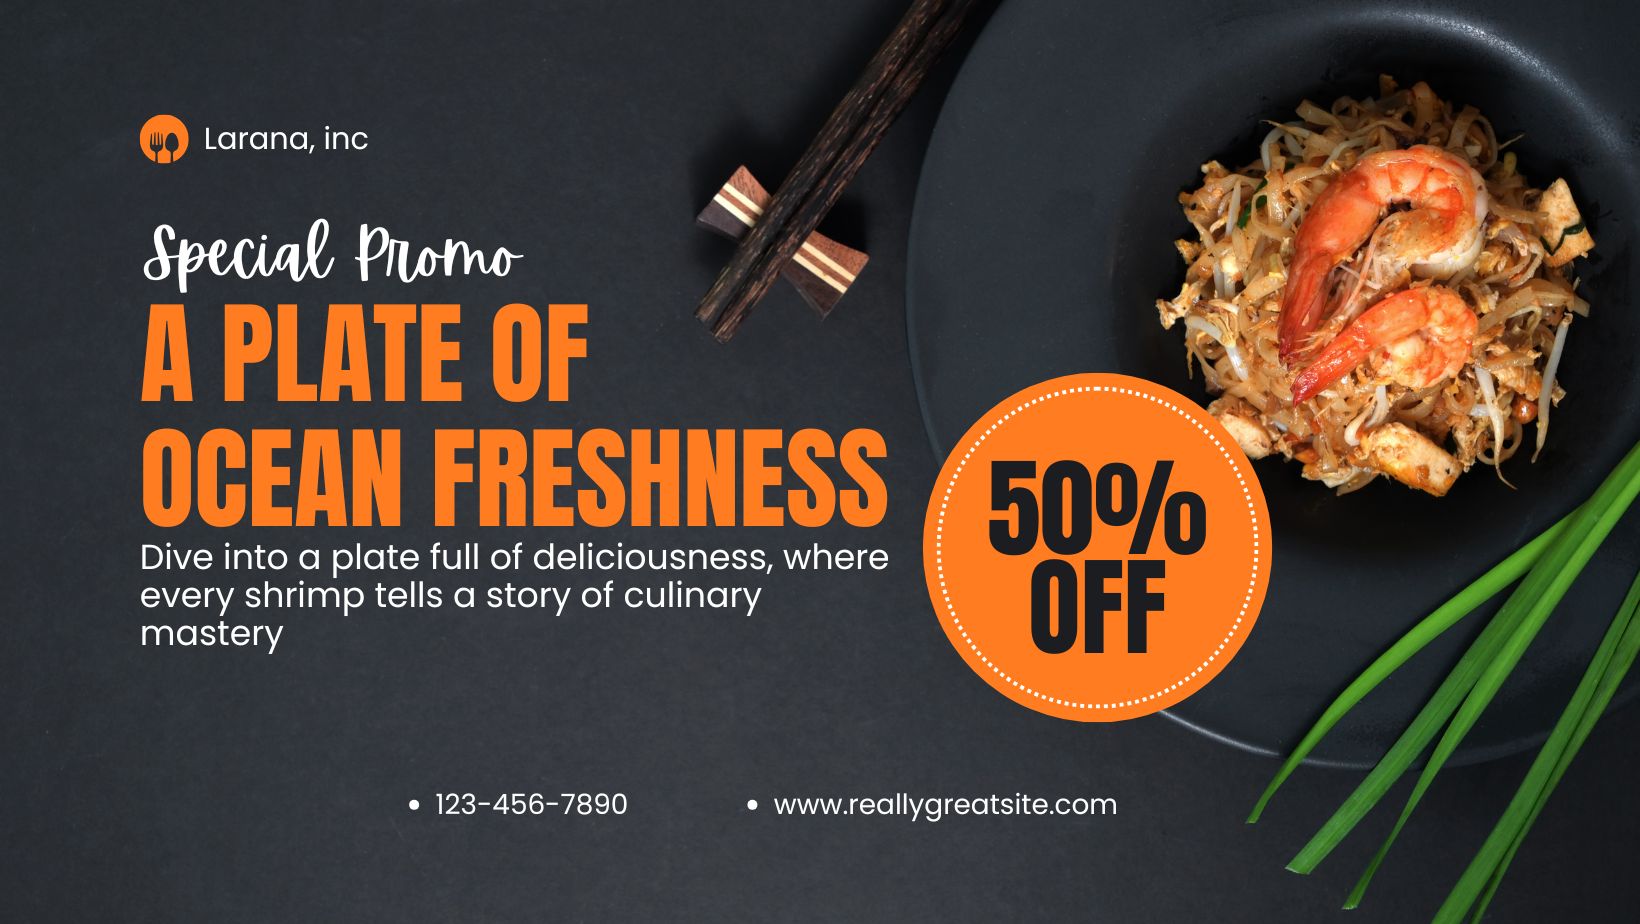 Larana, inc
Special Promo
A PLATE OF
OCEAN FRESHNESS
Dive into a plate full of deliciousness, where
every shrimp tells a story of culinary
mastery
50%
OFF
• 123-456-7890
• www.reallygreatsite.com